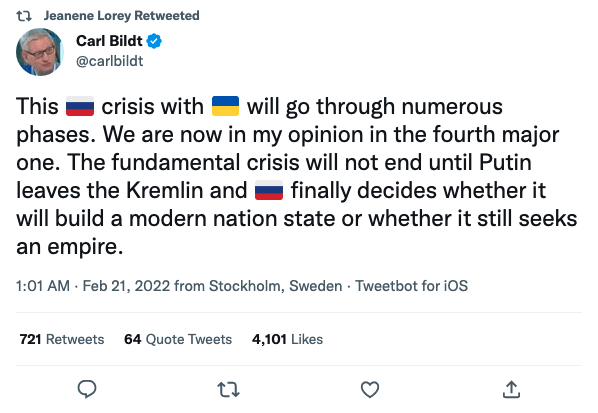 Jeanene Lorey Retweeted
Carl Bildt
@carlbildt
This 🇷🇺 crisis with 🇺🇦 will go through numerous
phases. We are now in my opinion in the fourth major
one. The fundamental crisis will not end until Putin
leaves the Kremlin and 🇷🇺 finally decides whether it
will build a modern nation state or whether it still seeks
an empire.
1:01 AM · Feb 21, 2022 from Stockholm, Sweden · Tweetbot for iOS
721 Retweets 64 Quote Tweets 4,101 Likes